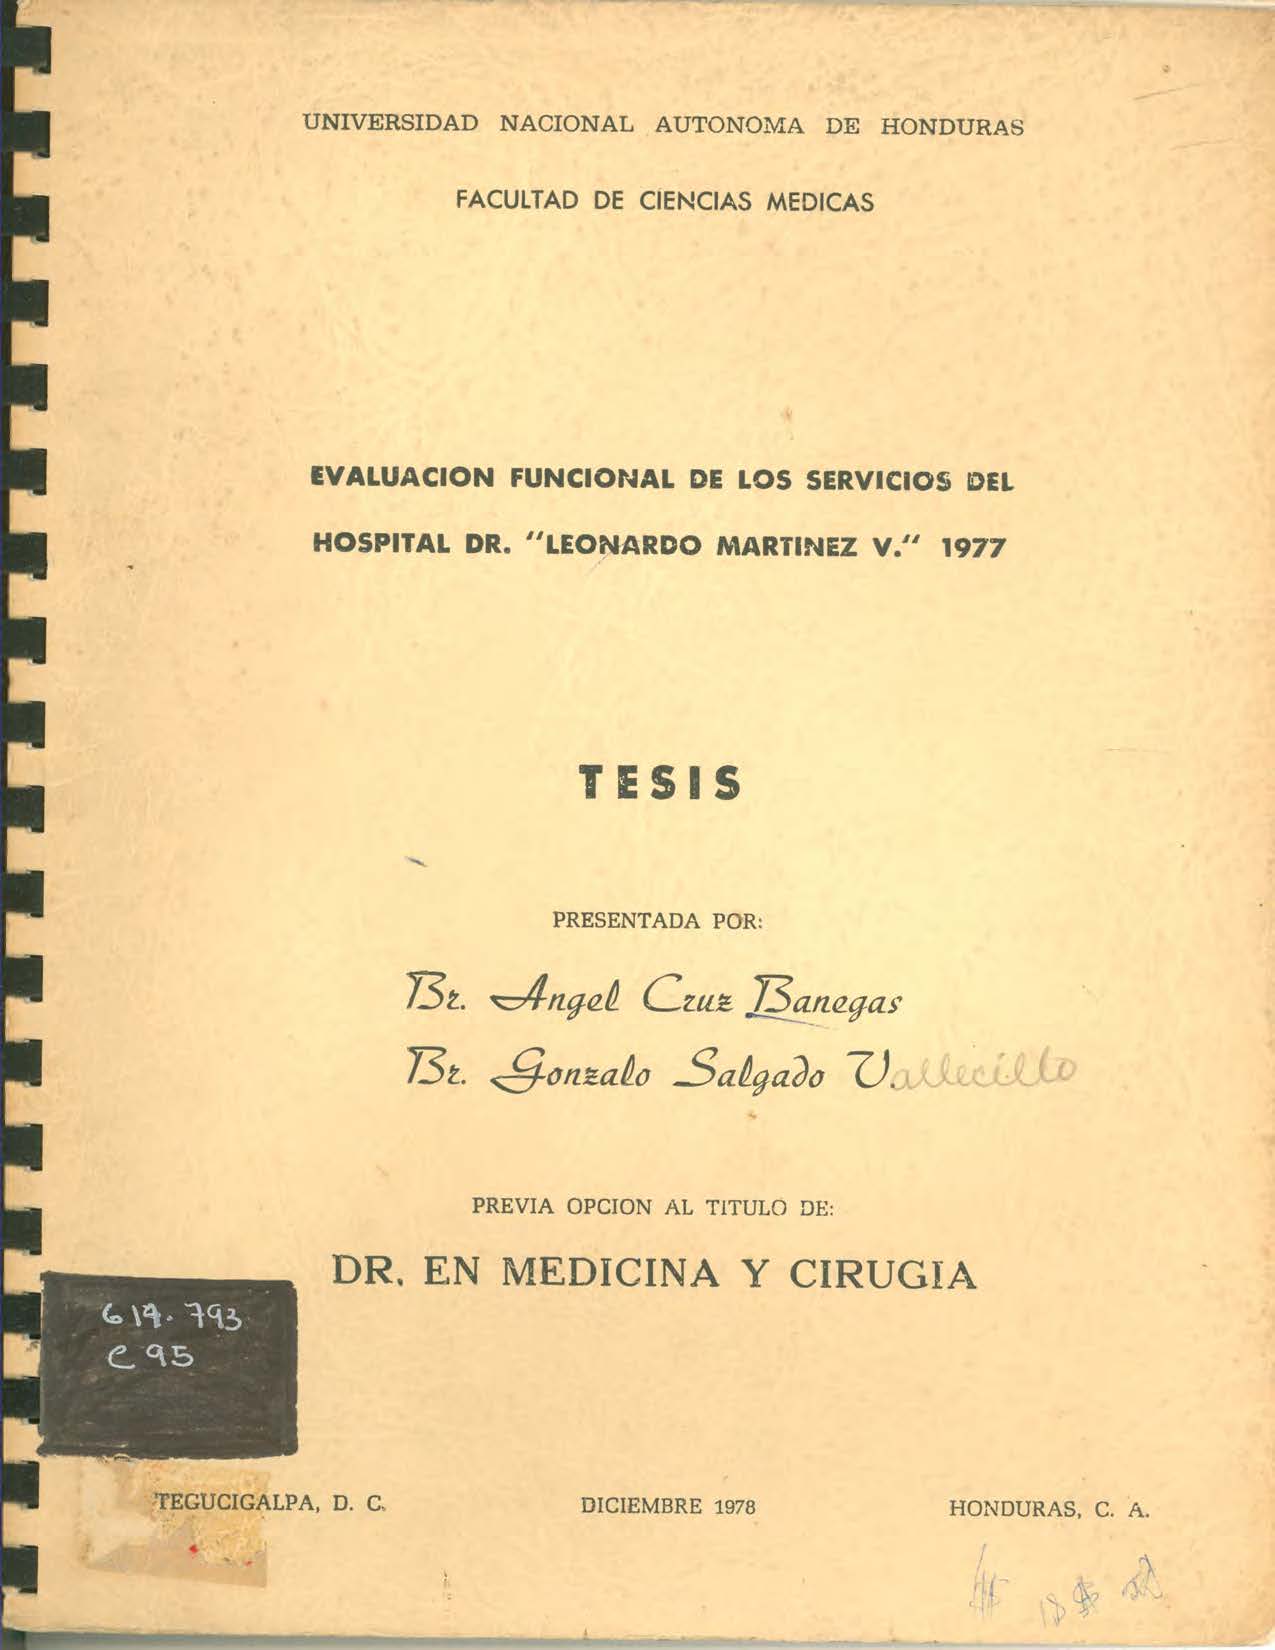 UNIVERSIDAD NACIONAL AUTONOMA DE HONDURAS
FACULTAD DE CIENCIAS MEDICAS
EVALUACION FUNCIONAL DE LOS SERVICIOS DEL
HOSPITAL DR. "LEONARDO MARTINEZ V." 1977
TESIS
PRESENTADA POR:
Br. Angel Cruz Banegas
Br. Gonzalo Salgado Vallecillo
PREVIA OPCION AL TITULO DE:
DR. EN MEDICINA Y CIRUGIA
614.793
C95
TEGUCIGALPA, D. C. DICIEMBRE 1978 HONDURAS, C. A.